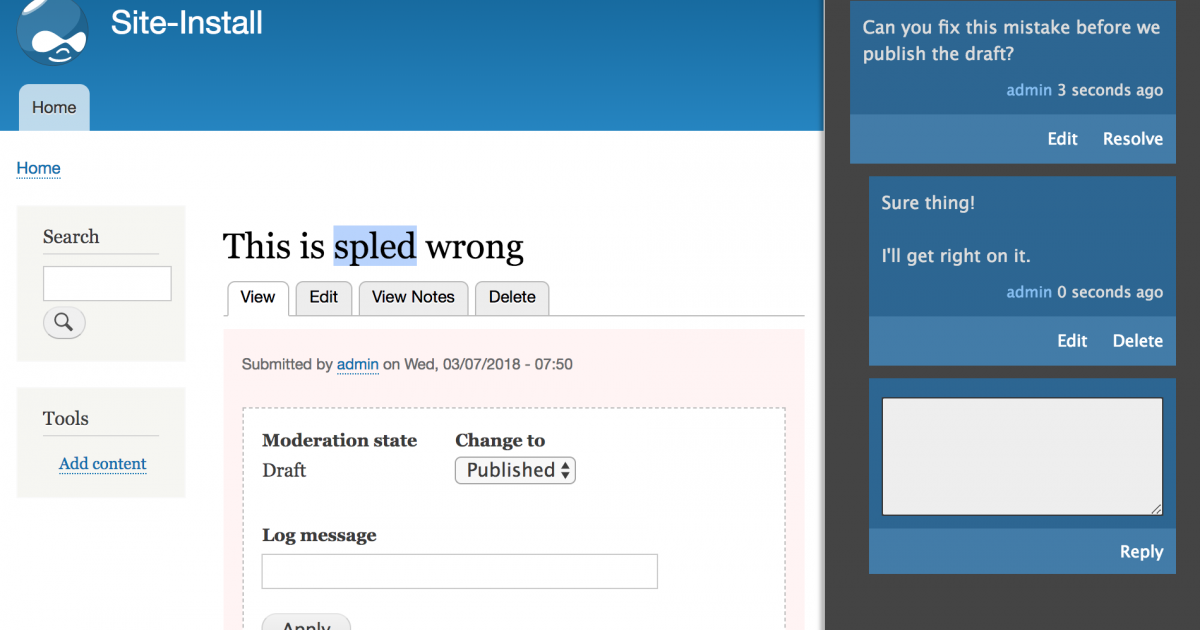 Site-Install
Home
Home
Search
Tools
Add content
This is spled wrong
View Edit View Notes Delete
Submitted by admin on Wed, 03/07/2018 - 07:50
Moderation state Change to
Draft Published
Log message
Apply
Can you fix this mistake before we
publish the draft?
admin 3 seconds ago
Edit Resolve
Sure thing!
I'll get right on it.
admin 0 seconds ago
Edit Delete
Reply